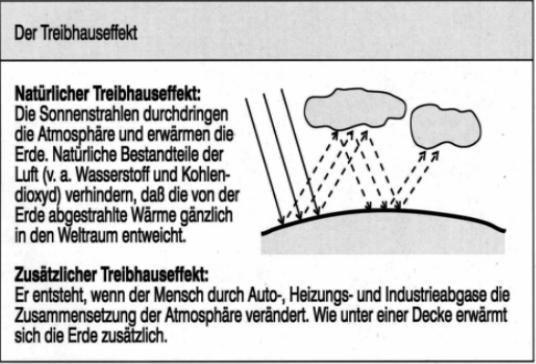 Der Treibhauseffekt
Natürlicher Treibhauseffekt:
Die Sonnenstrahlen durchdringen
die Atmosphäre und erwärmen die
Erde. Natürliche Bestandteile der
Luft (v. a. Wasserstoff und Kohlen-
dioxyd) verhindern, daß die von der
Erde abgestrahlte Wärme gänzlich
in den Weltraum entweicht.
Zusätzlicher Treibhauseffekt:
Er entsteht, wenn der Mensch durch Auto-, Heizungs- und Industrieabgase die
Zusammensetzung der Atmosphäre verändert. Wie unter einer Decke erwärmt
sich die Erde zusätzlich.